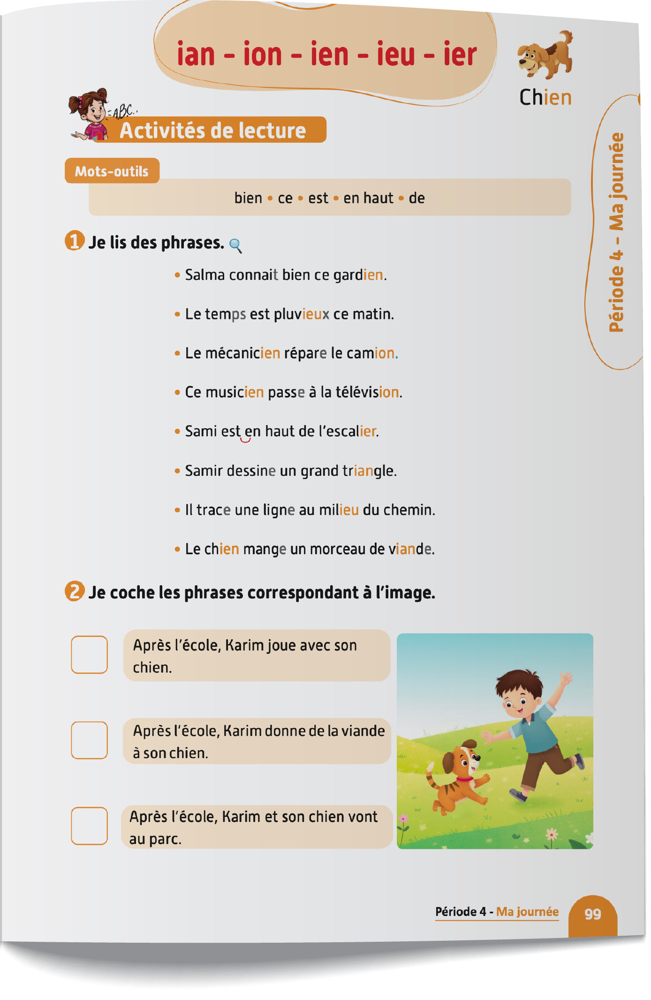 ian - ion - ien - ieu - ier
Chien
=A.B.C..
Activités de lecture
Mots-outils
bien • ce • est • en haut • de
1 Je lis des phrases.
• Salma connait bien ce gardien.
• Le temps est pluvieux ce matin.
• Le mécanicien répare le camion.
• Ce musicien passe à la télévision.
• Sami est en haut de l'escalier.
• Samir dessine un grand triangle.
• Il trace une ligne au milieu du chemin.
• Le chien mange un morceau de viande.
2 Je coche les phrases correspondant à l'image.
Après l'école, Karim joue avec son
chien.
Après l'école, Karim donne de la viande
à son chien.
Après l'école, Karim et son chien vont
au parc.
Période 4 - Ma journée
Période 4 - Ma journée
99